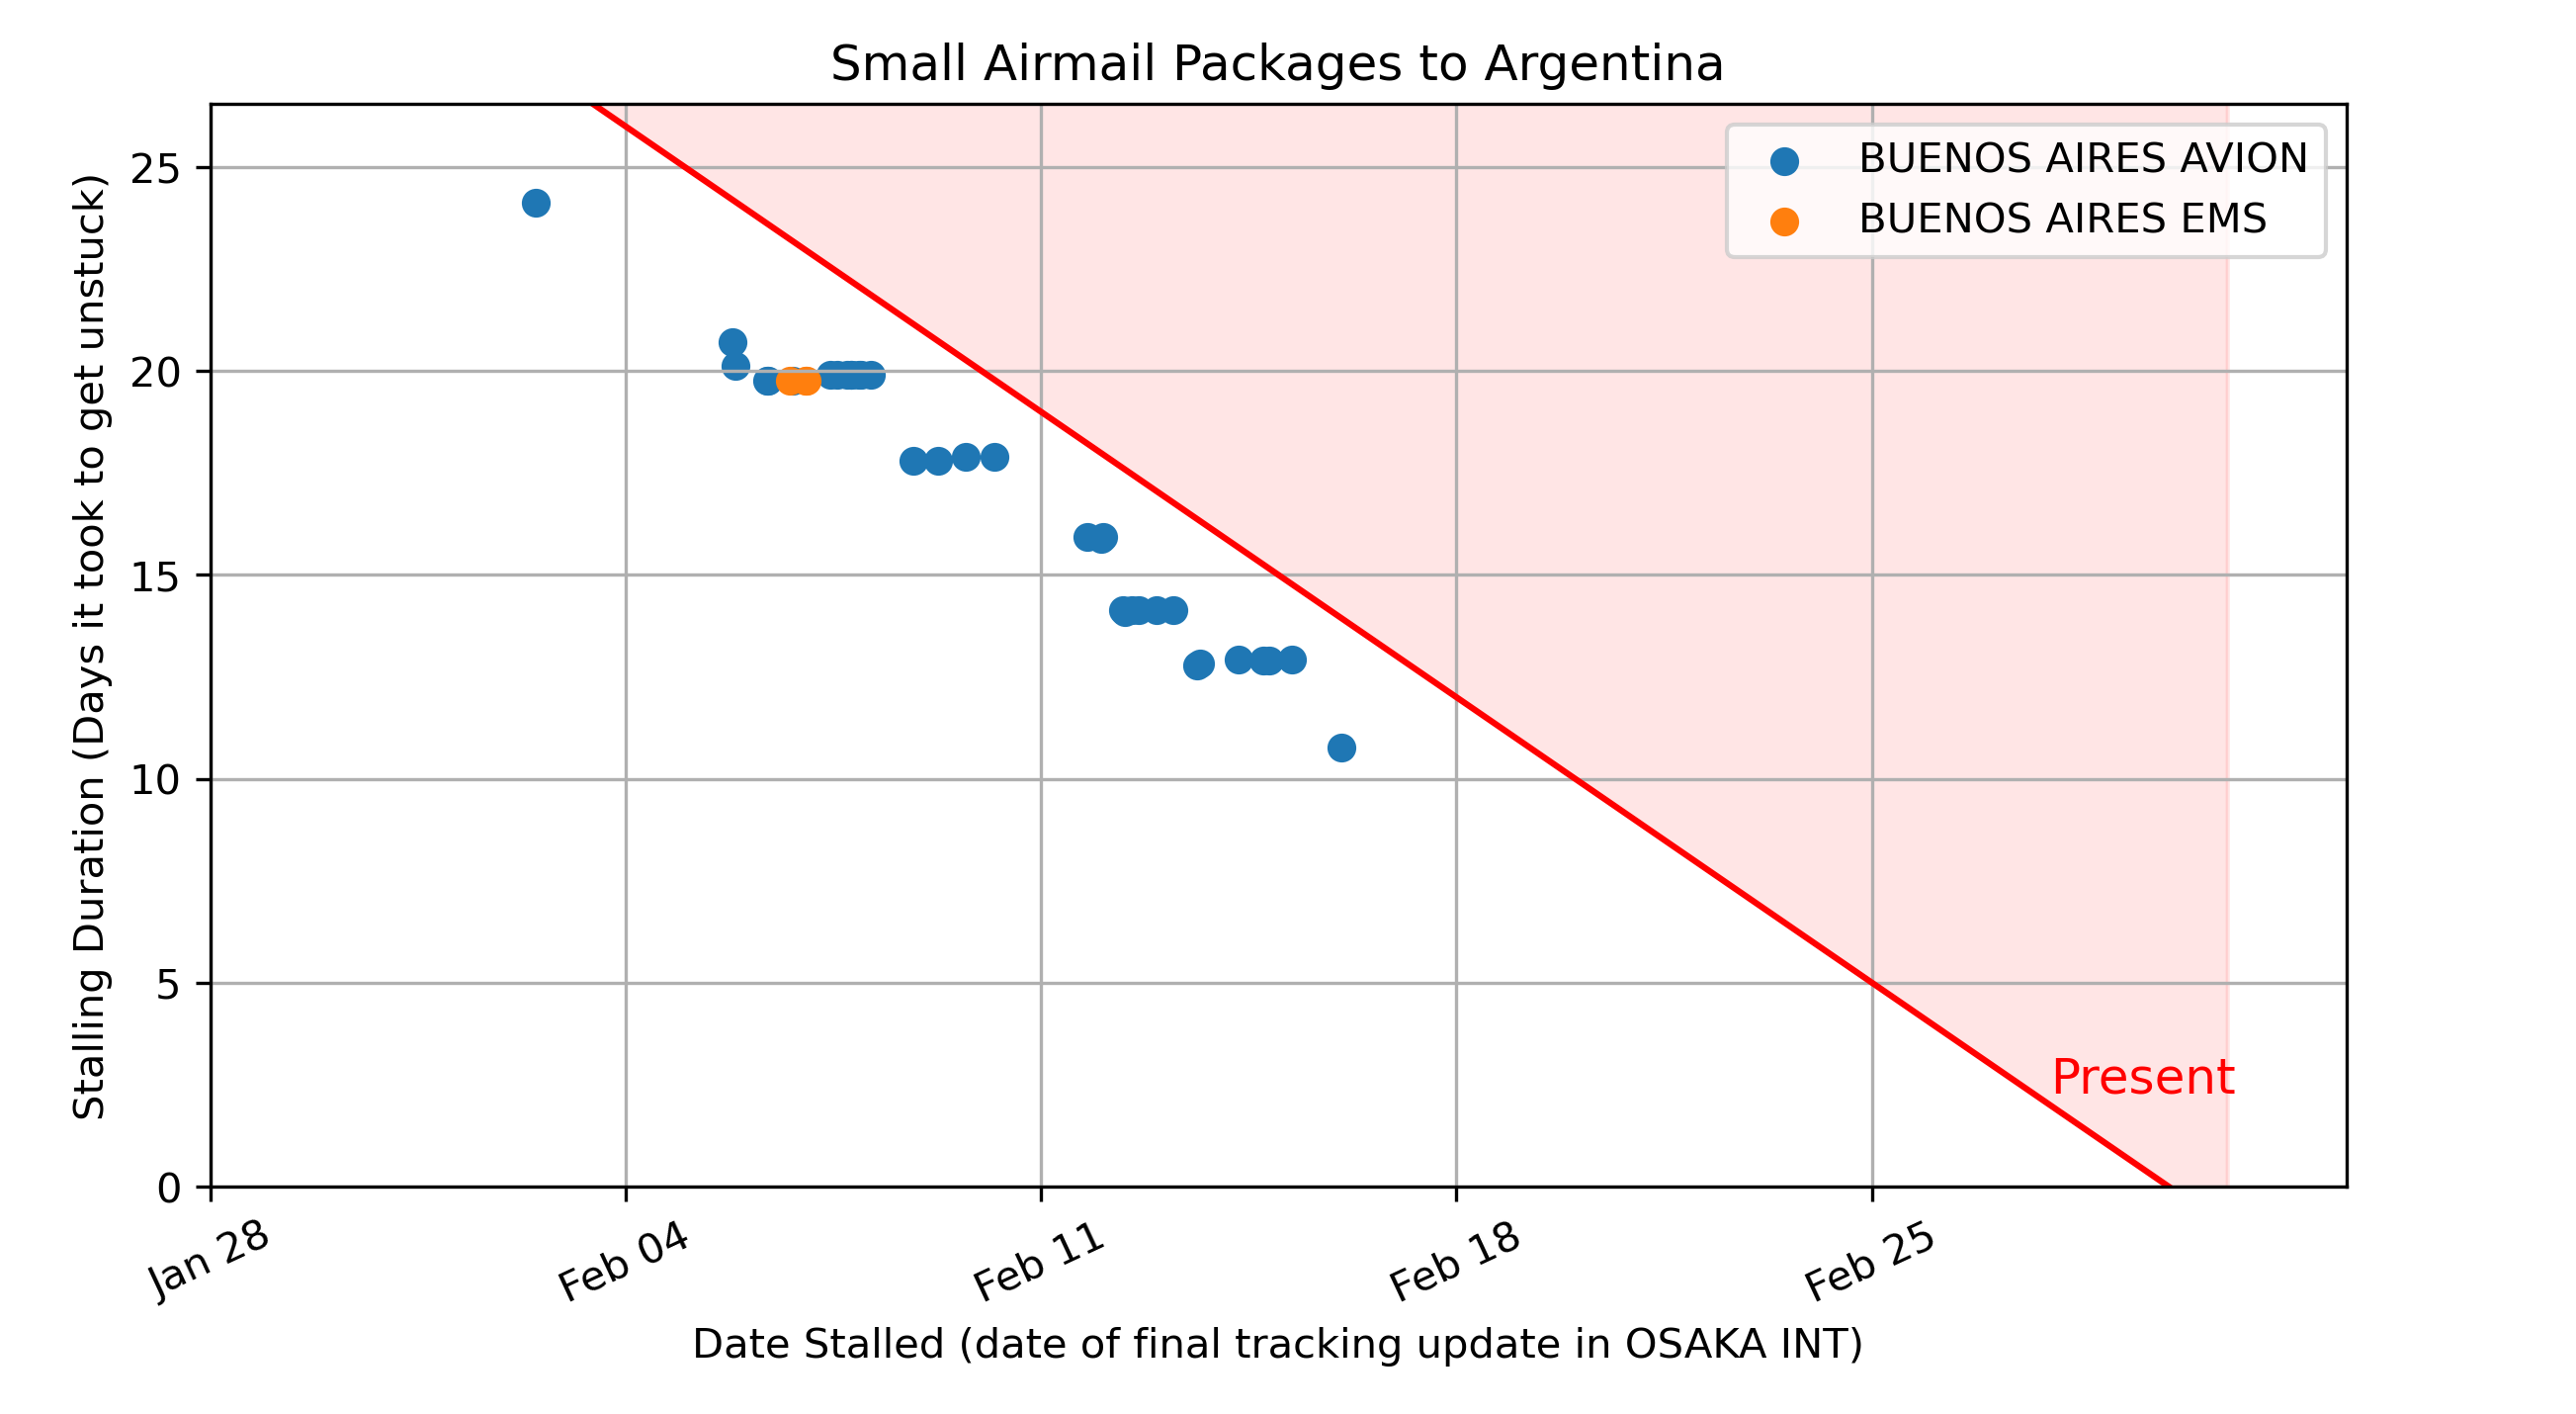 Small Airmail Packages to Argentina
BUENOS AIRES AVION
BUENOS AIRES EMS
Stalling Duration (Days it took to get unstuck)
25
20
15
10
5
0
Present
Jan 28
Feb 04
Feb 11
Feb 18
Feb 25
Date Stalled (date of final tracking update in OSAKA INT)